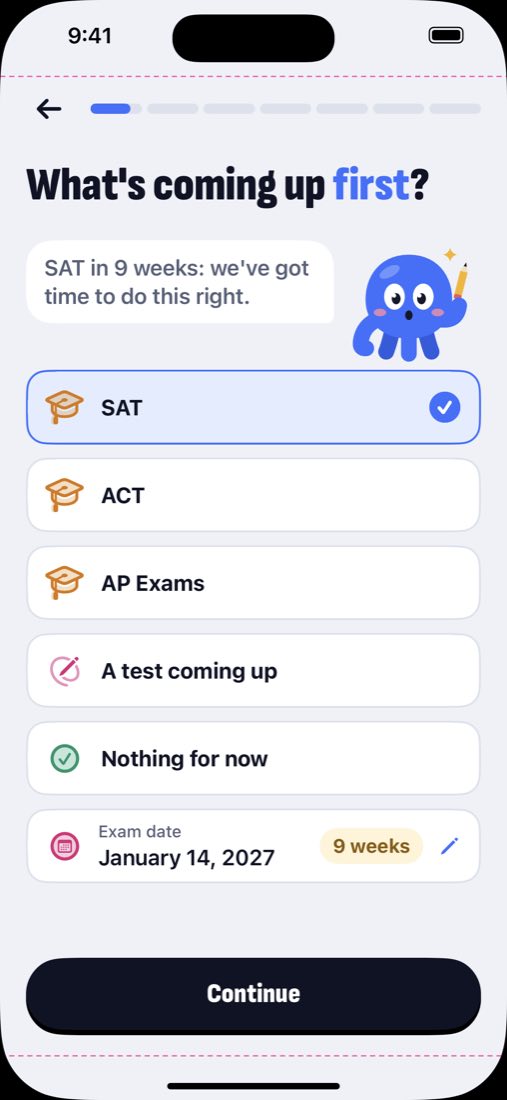 9:41
What's coming up first?
SAT in 9 weeks: we've got
time to do this right.
SAT
ACT
AP Exams
A test coming up
Nothing for now
Exam date
January 14, 2027
9 weeks
Continue